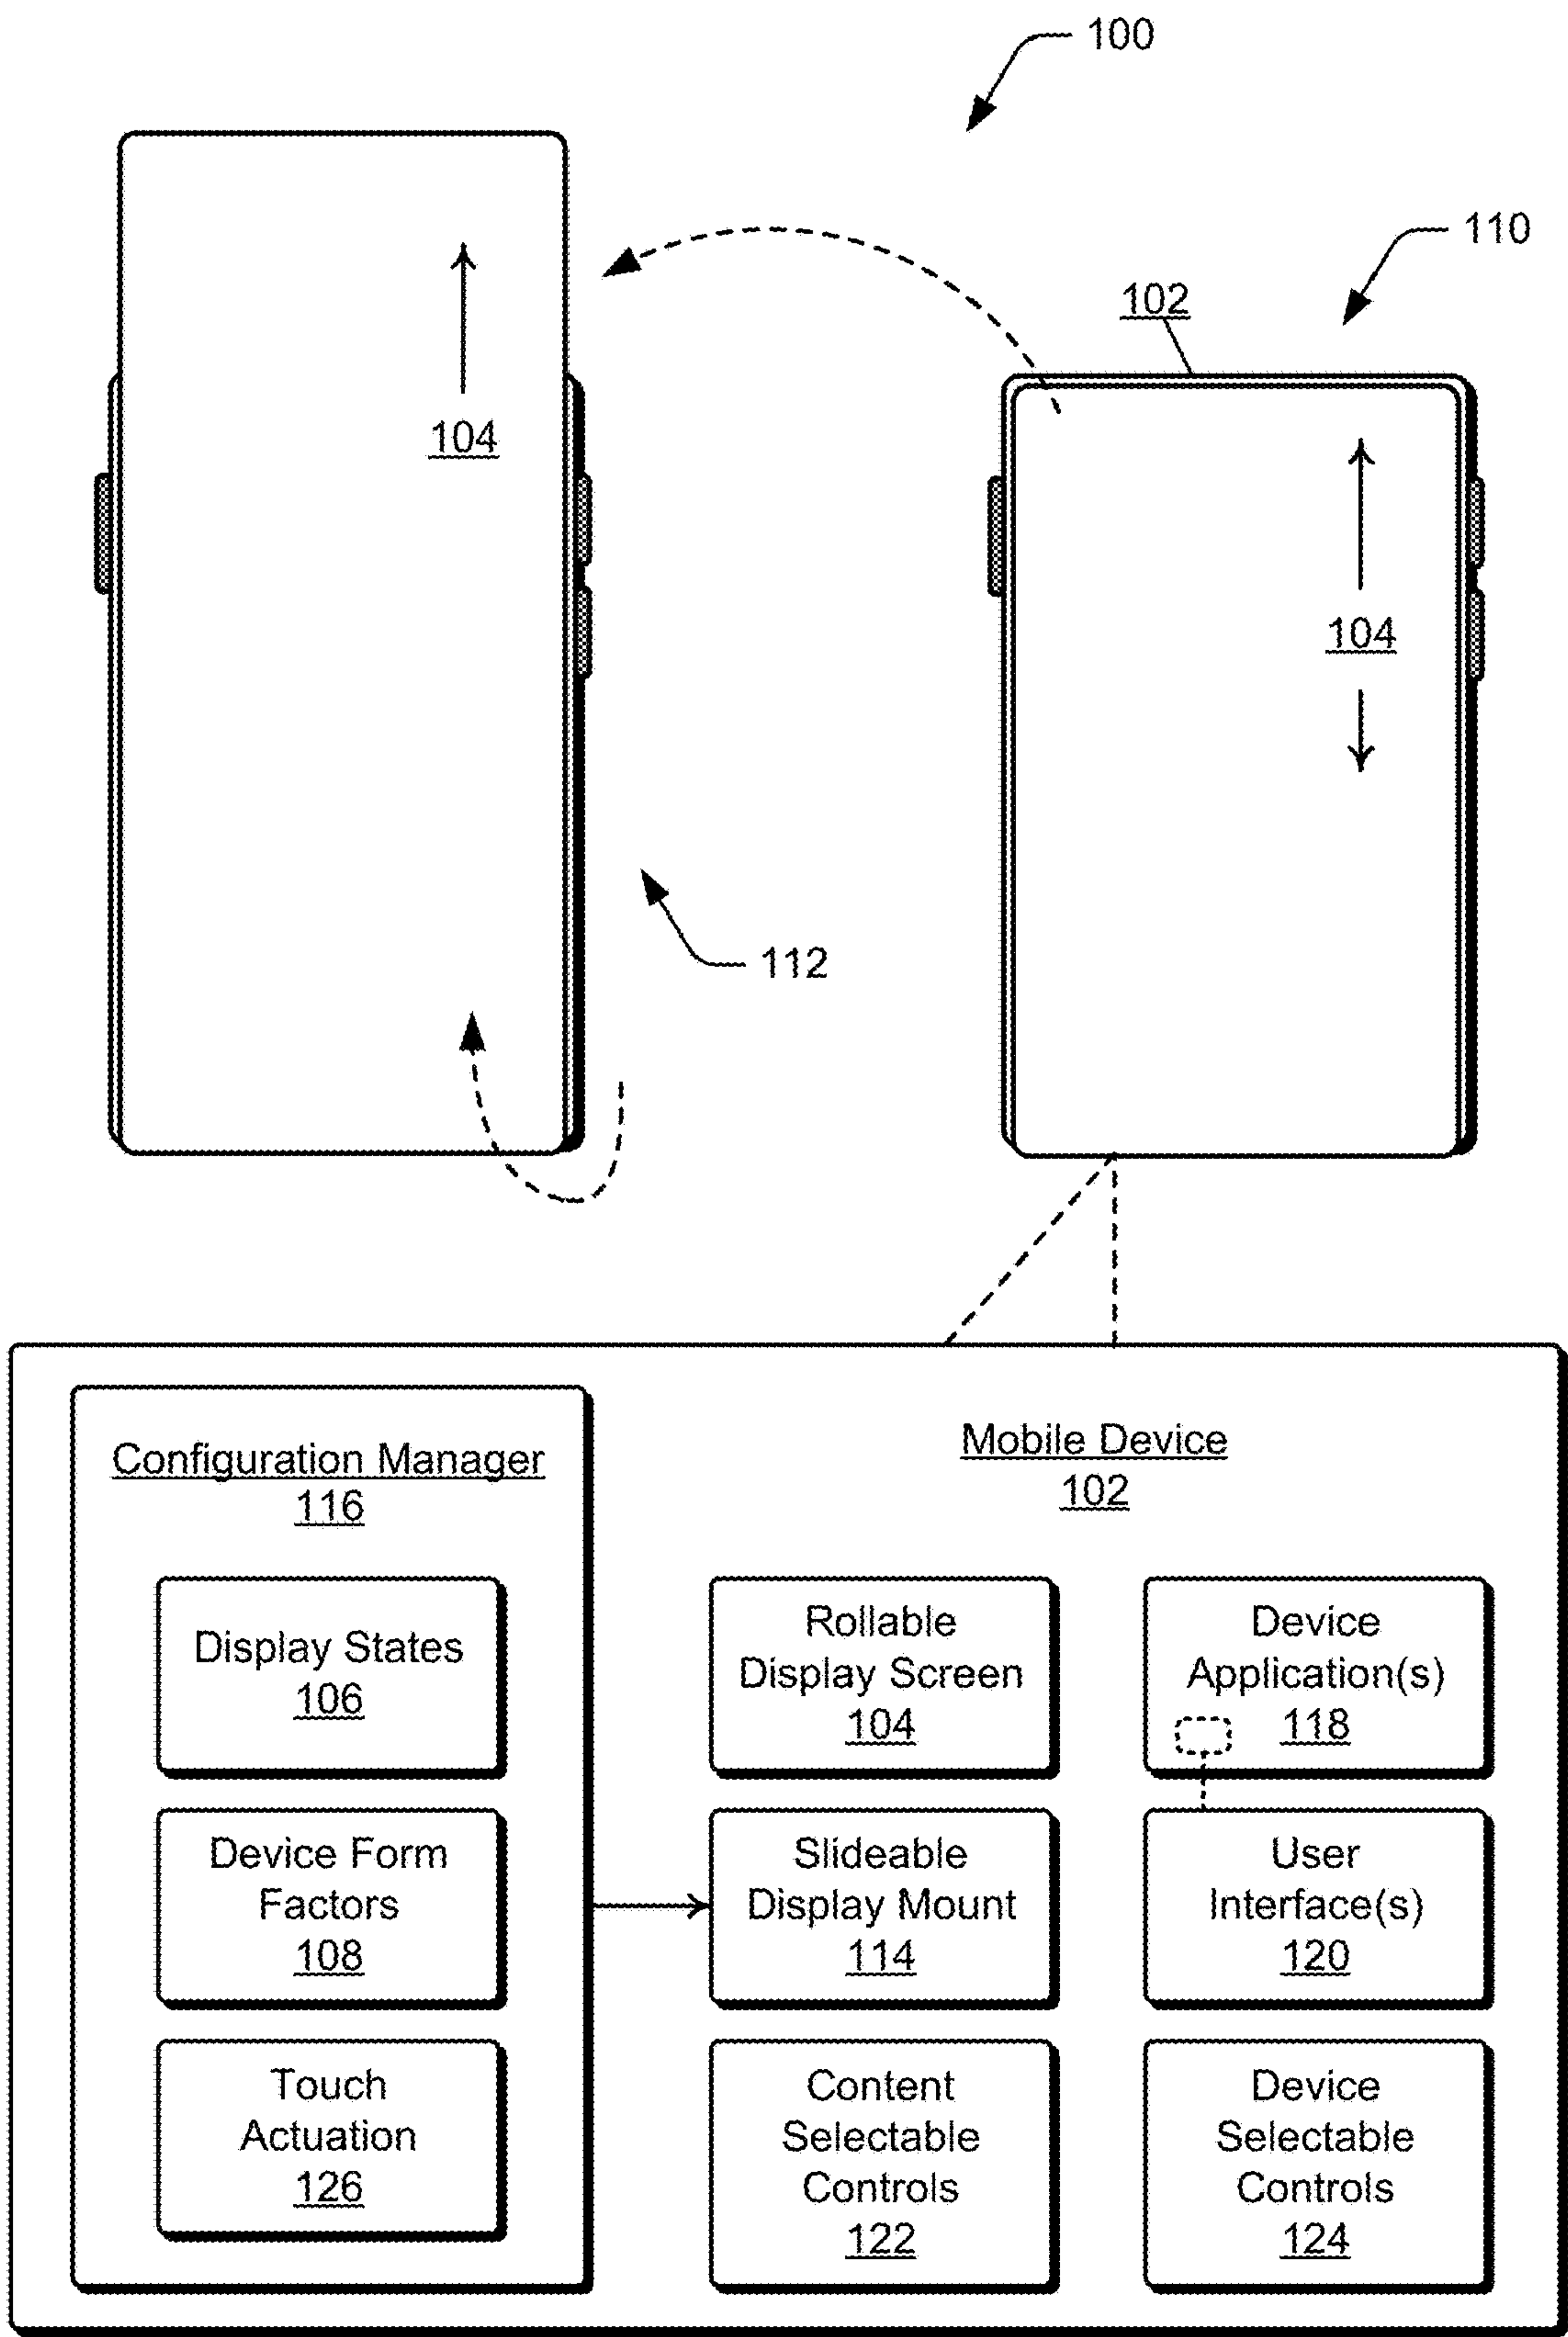 100
110
102
104
104
112
Configuration Manager
116
Mobile Device
102
Display States
106
Rollable
Display Screen
104
Device
Application(s)
118
Device Form
Factors
108
Slideable
Display Mount
114
User
Interface(s)
120
Touch
Actuation
126
Content
Selectable
Controls
122
Device
Selectable
Controls
124